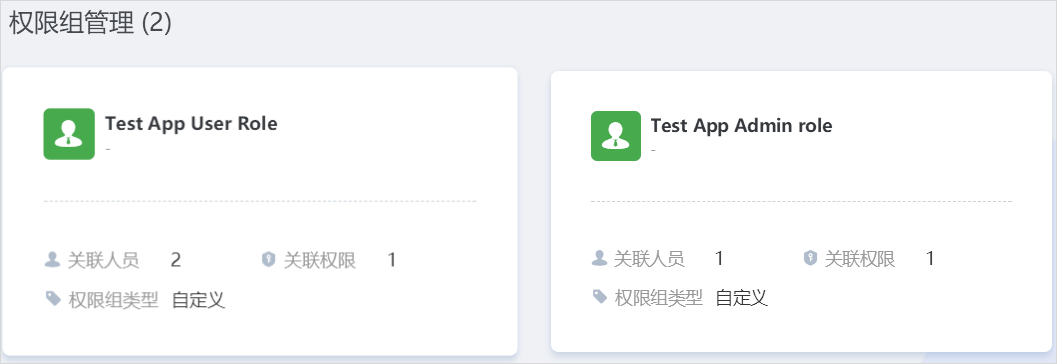 权限组管理 (2)
Test App User Role
-
关联人员 2 关联权限 1
权限组类型 自定义
Test App Admin role
-
关联人员 1 关联权限 1
权限组类型 自定义